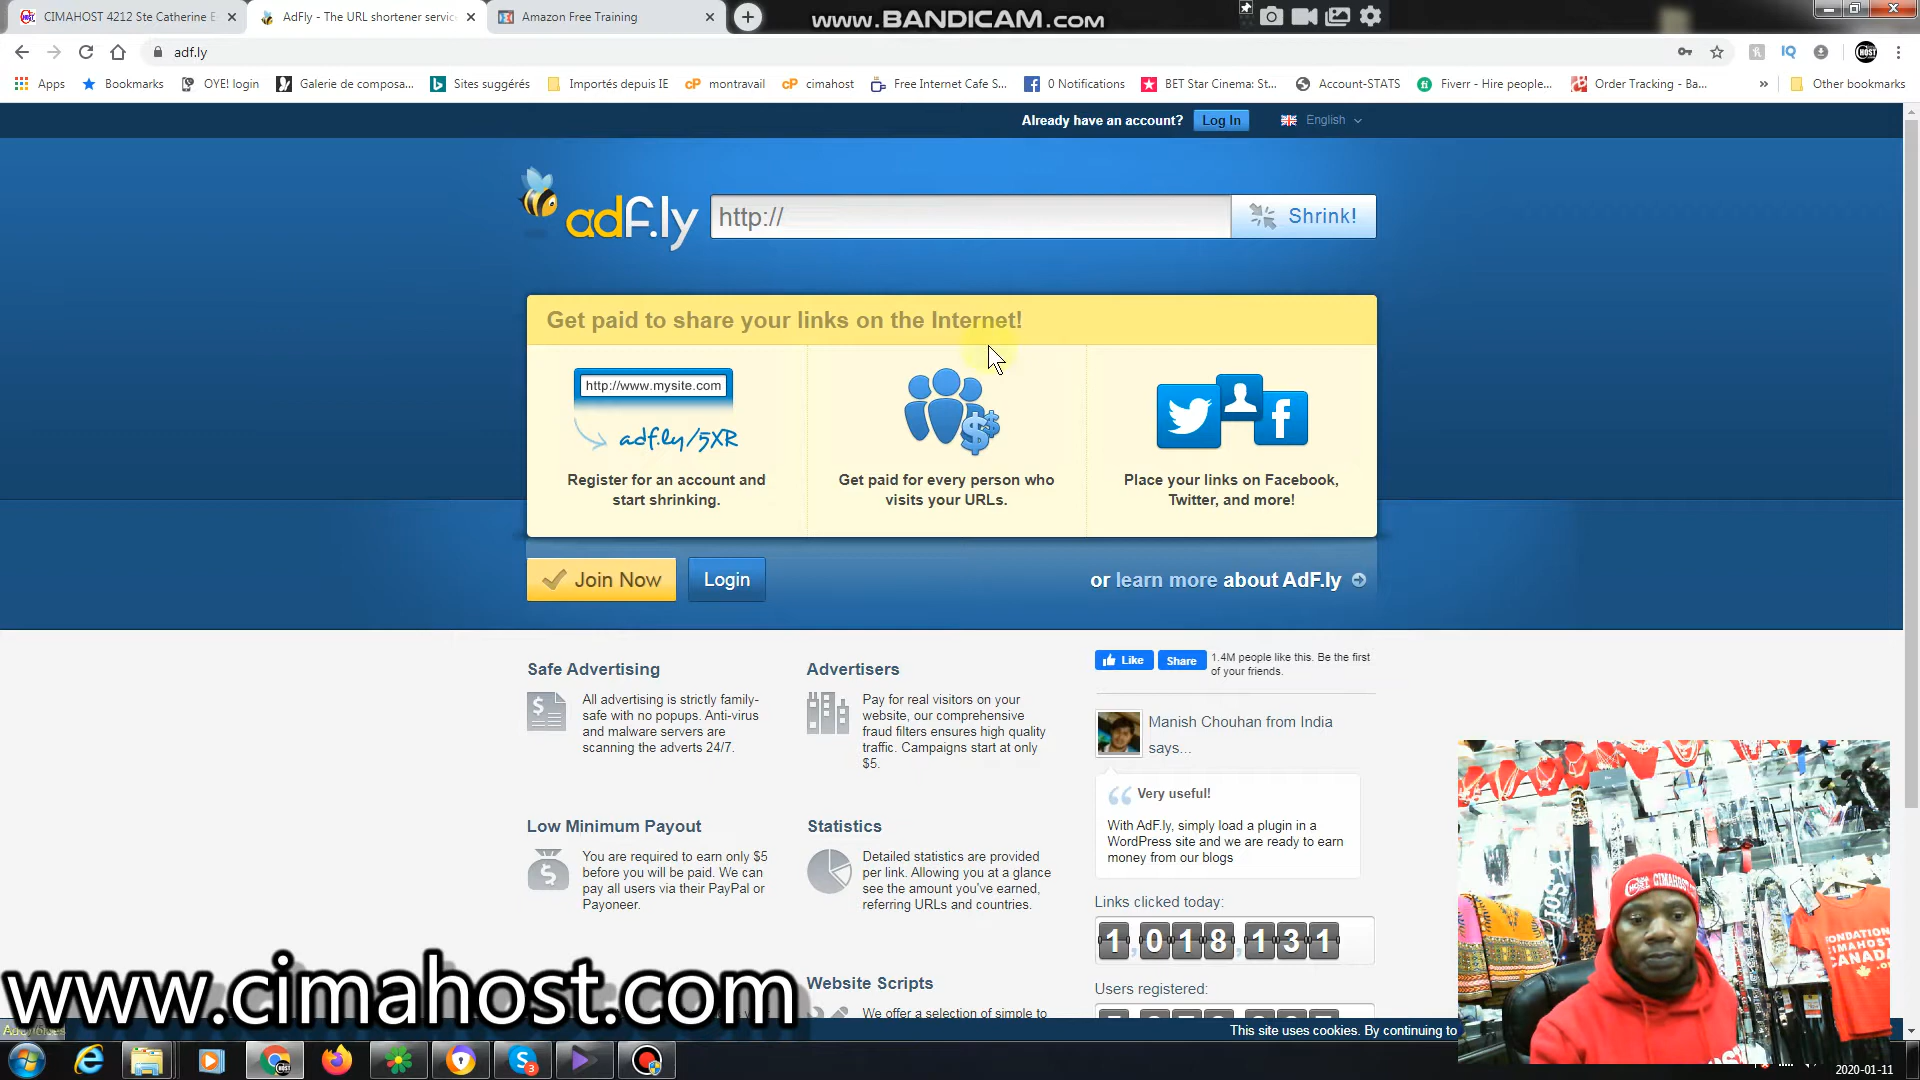 CIMAHOST 4212 Ste Catherine E
AdFly - The URL shortener servic
Amazon Free Training
WWW.BANDICAM.COM
adf.ly
Apps
Bookmarks
OYE! login
Galerie de composa...
Sites suggérés
Importés depuis IE
montravail
cimahost
Free Internet Cafe S...
0 Notifications
BET Star Cinema: St...
Account-STATS
Fiverr - Hire people...
Order Tracking - Ba...
Other bookmarks
Already have an account?
Log In
English
adf.ly
http://
Shrink!
Get paid to share your links on the Internet!
http://www.mysite.com
adf.ly/5XR
Register for an account and
start shrinking.
Get paid for every person who
visits your URLs.
Place your links on Facebook,
Twitter, and more!
Join Now
Login
or learn more about AdF.ly
Safe Advertising
All advertising is strictly family-
safe with no popups. Anti-virus
and malware servers are
scanning the adverts 24/7.
Advertisers
Pay for real visitors on your
website, our comprehensive
fraud filters ensures high quality
traffic. Campaigns start at only
$5.
Like
Share
1.4M people like this. Be the first
of your friends.
Manish Chouhan from India
says...
Very useful!
With AdF.ly, simply load a plugin in a
WordPress site and we are ready to earn
money from our blogs
Low Minimum Payout
You are required to earn only $5
before you will be paid. We can
pay all users via their PayPal or
Payoneer.
Statistics
Detailed statistics are provided
per link. Allowing you at a glance
see the amount you've earned,
referring URLs and countries.
Links clicked today:
1,018,131
Website Scripts
We offer a selection of simple to
Users registered:
www.cimahost.com
This site uses cookies. By continuing to
CIMAHOST
FONDATION
CIMAHOST
CANADA
.ORG
2020-01-11